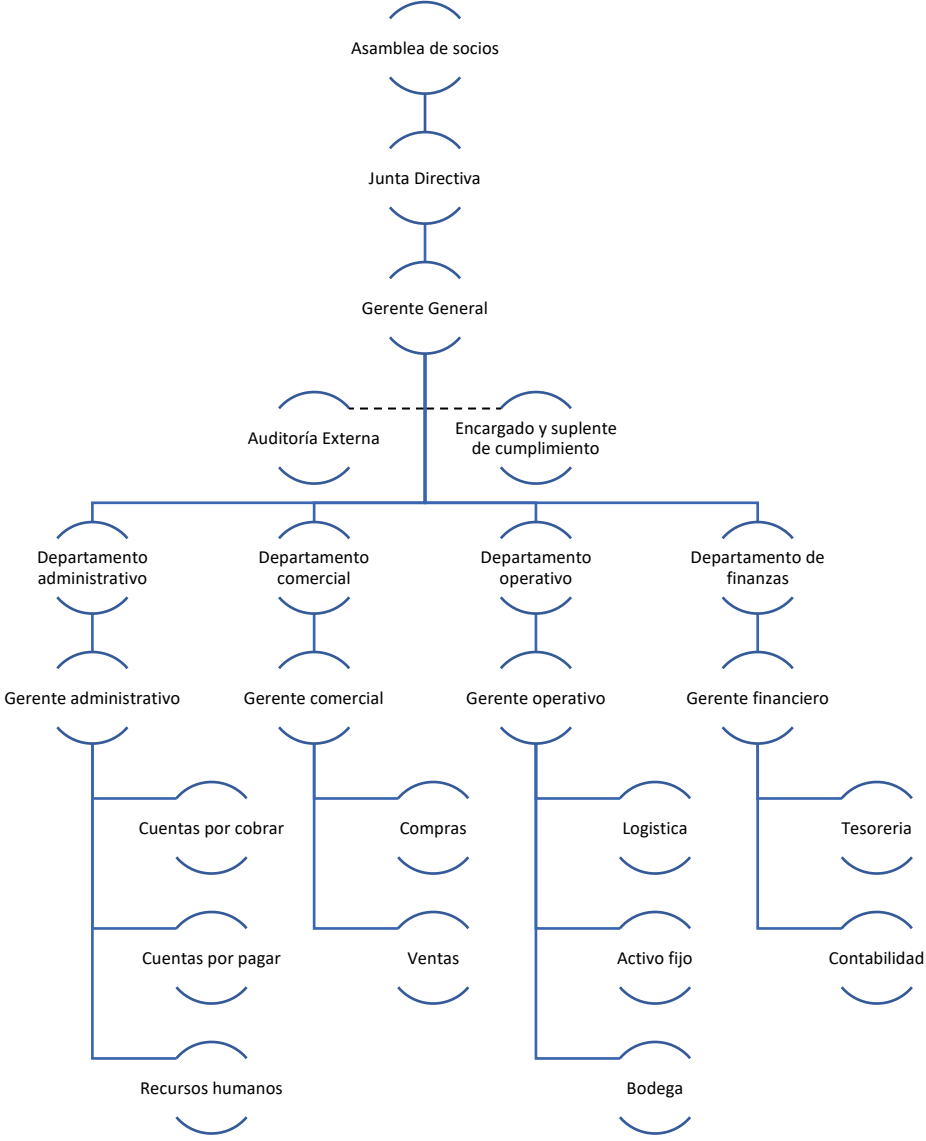 Asamblea de socios
Junta Directiva
Gerente General
Auditoría Externa
Encargado y suplente
de cumplimiento
Departamento
administrativo
Departamento
comercial
Departamento
operativo
Departamento de
finanzas
Gerente administrativo
Gerente comercial
Gerente operativo
Gerente financiero
Cuentas por cobrar
Compras
Logistica
Tesoreria
Cuentas por pagar
Ventas
Activo fijo
Contabilidad
Recursos humanos
Bodega